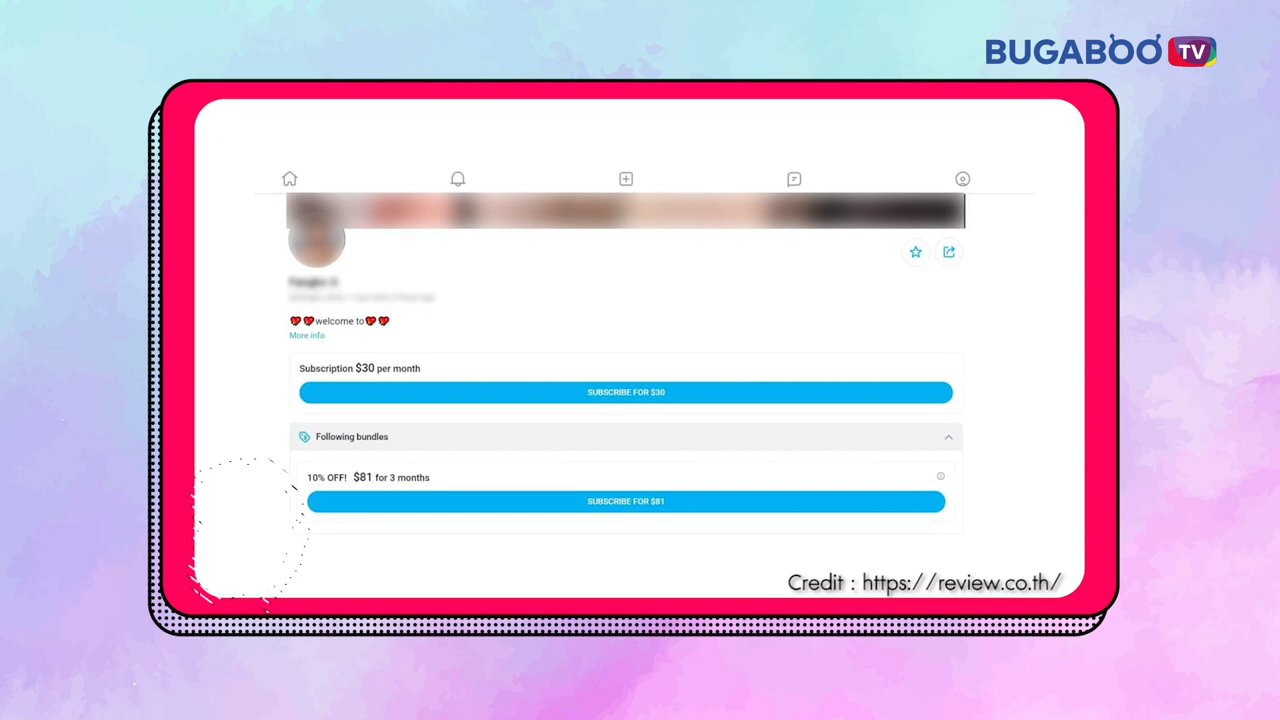 BUGABOO TV
❤️❤️welcome to❤️❤️
More info
Subscription $30 per month
SUBSCRIBE FOR $30
Following bundles
10% OFF! $81 for 3 months
SUBSCRIBE FOR $81
Credit : https://review.co.th/